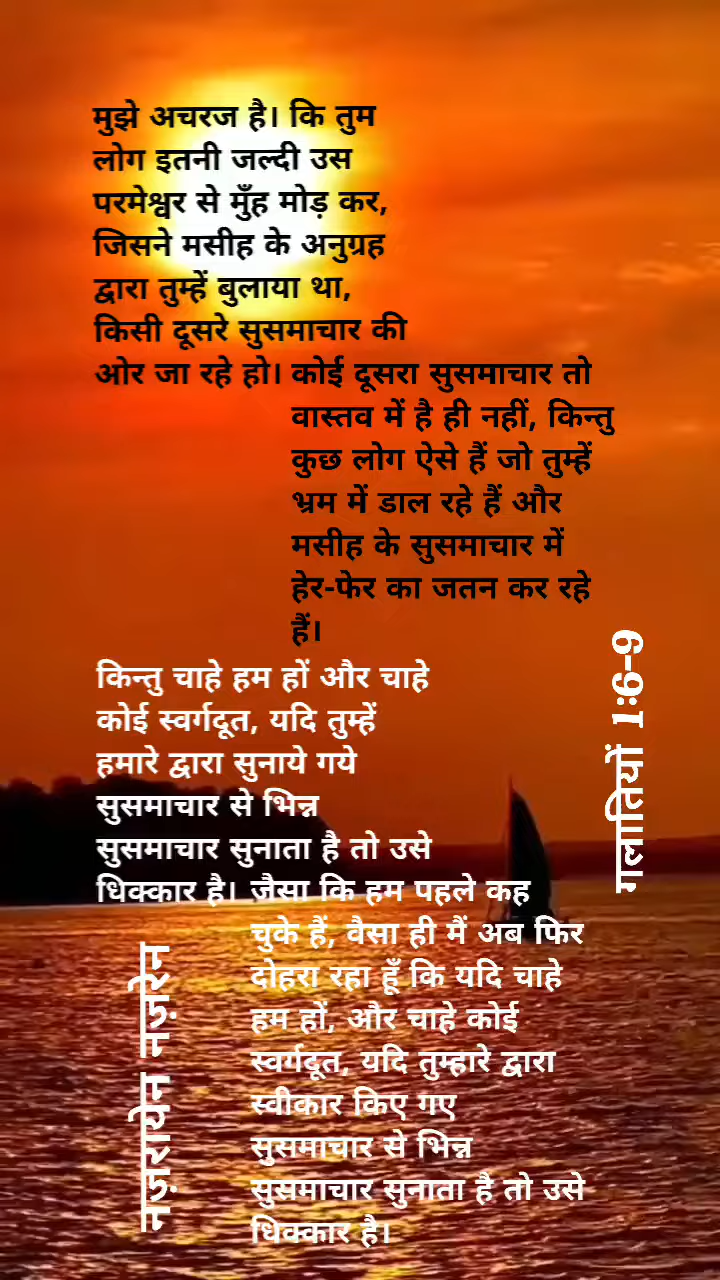 मुझे अचरज है। कि तुम
लोग इतनी जल्दी उस
परमेश्वर से मुँह मोड़ कर,
जिसने मसीह के अनुग्रह
द्वारा तुम्हें बुलाया था,
किसी दूसरे सुसमाचार की
ओर जा रहे हो। कोई दूसरा सुसमाचार तो
वास्तव में है ही नहीं, किन्तु
कुछ लोग ऐसे हैं जो तुम्हें
भ्रम में डाल रहे हैं और
मसीह के सुसमाचार में
हेर-फेर का जतन कर रहे
हैं।
किन्तु चाहे हम हों और चाहे
कोई स्वर्गदूत, यदि तुम्हें
हमारे द्वारा सुनाये गये
सुसमाचार से भिन्न
सुसमाचार सुनाता है तो उसे
धिक्कार है। जैसा कि हम पहले कह
चुके हैं, वैसा ही मैं अब फिर
दोहरा रहा हूँ कि यदि चाहे
हम हों, और चाहे कोई
स्वर्गदूत, यदि तुम्हारे द्वारा
स्वीकार किए गए
सुसमाचार से भिन्न
सुसमाचार सुनाता है तो उसे
धिक्कार है।
गलातियों 1:6-9
नज़रायेन नज़रेन